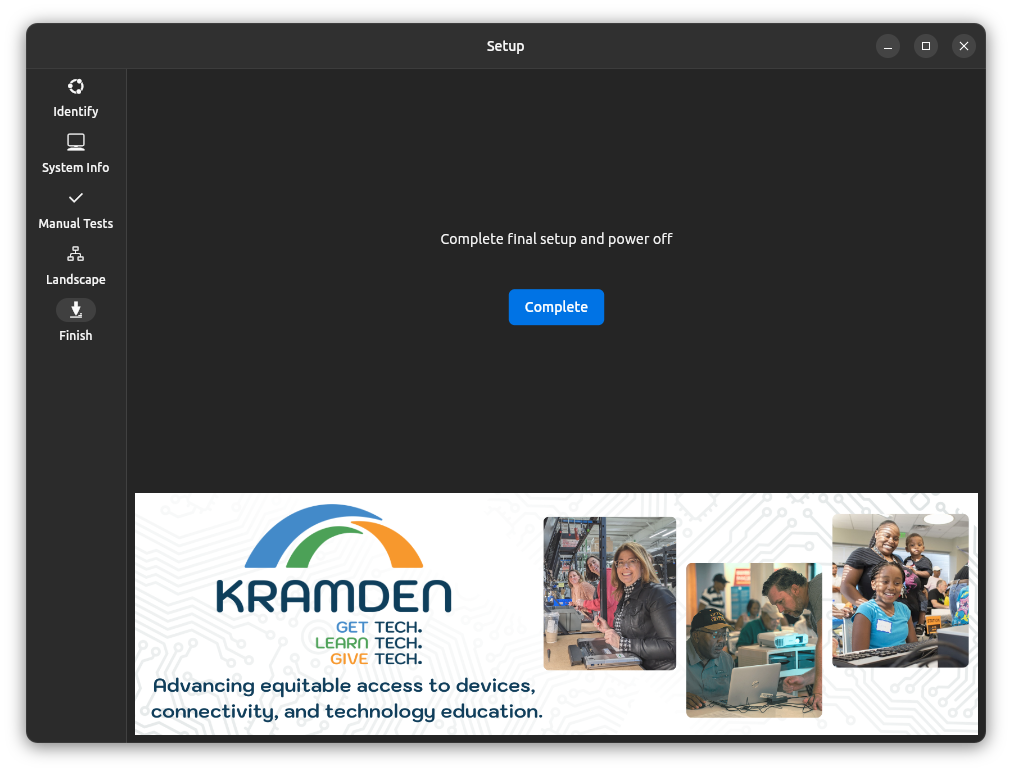 Setup
Identify
System Info
Manual Tests
Landscape
Finish
Complete final setup and power off
Complete
KRAMDEN
GET TECH.
LEARN TECH.
GIVE TECH.
Advancing equitable access to devices,
connectivity, and technology education.